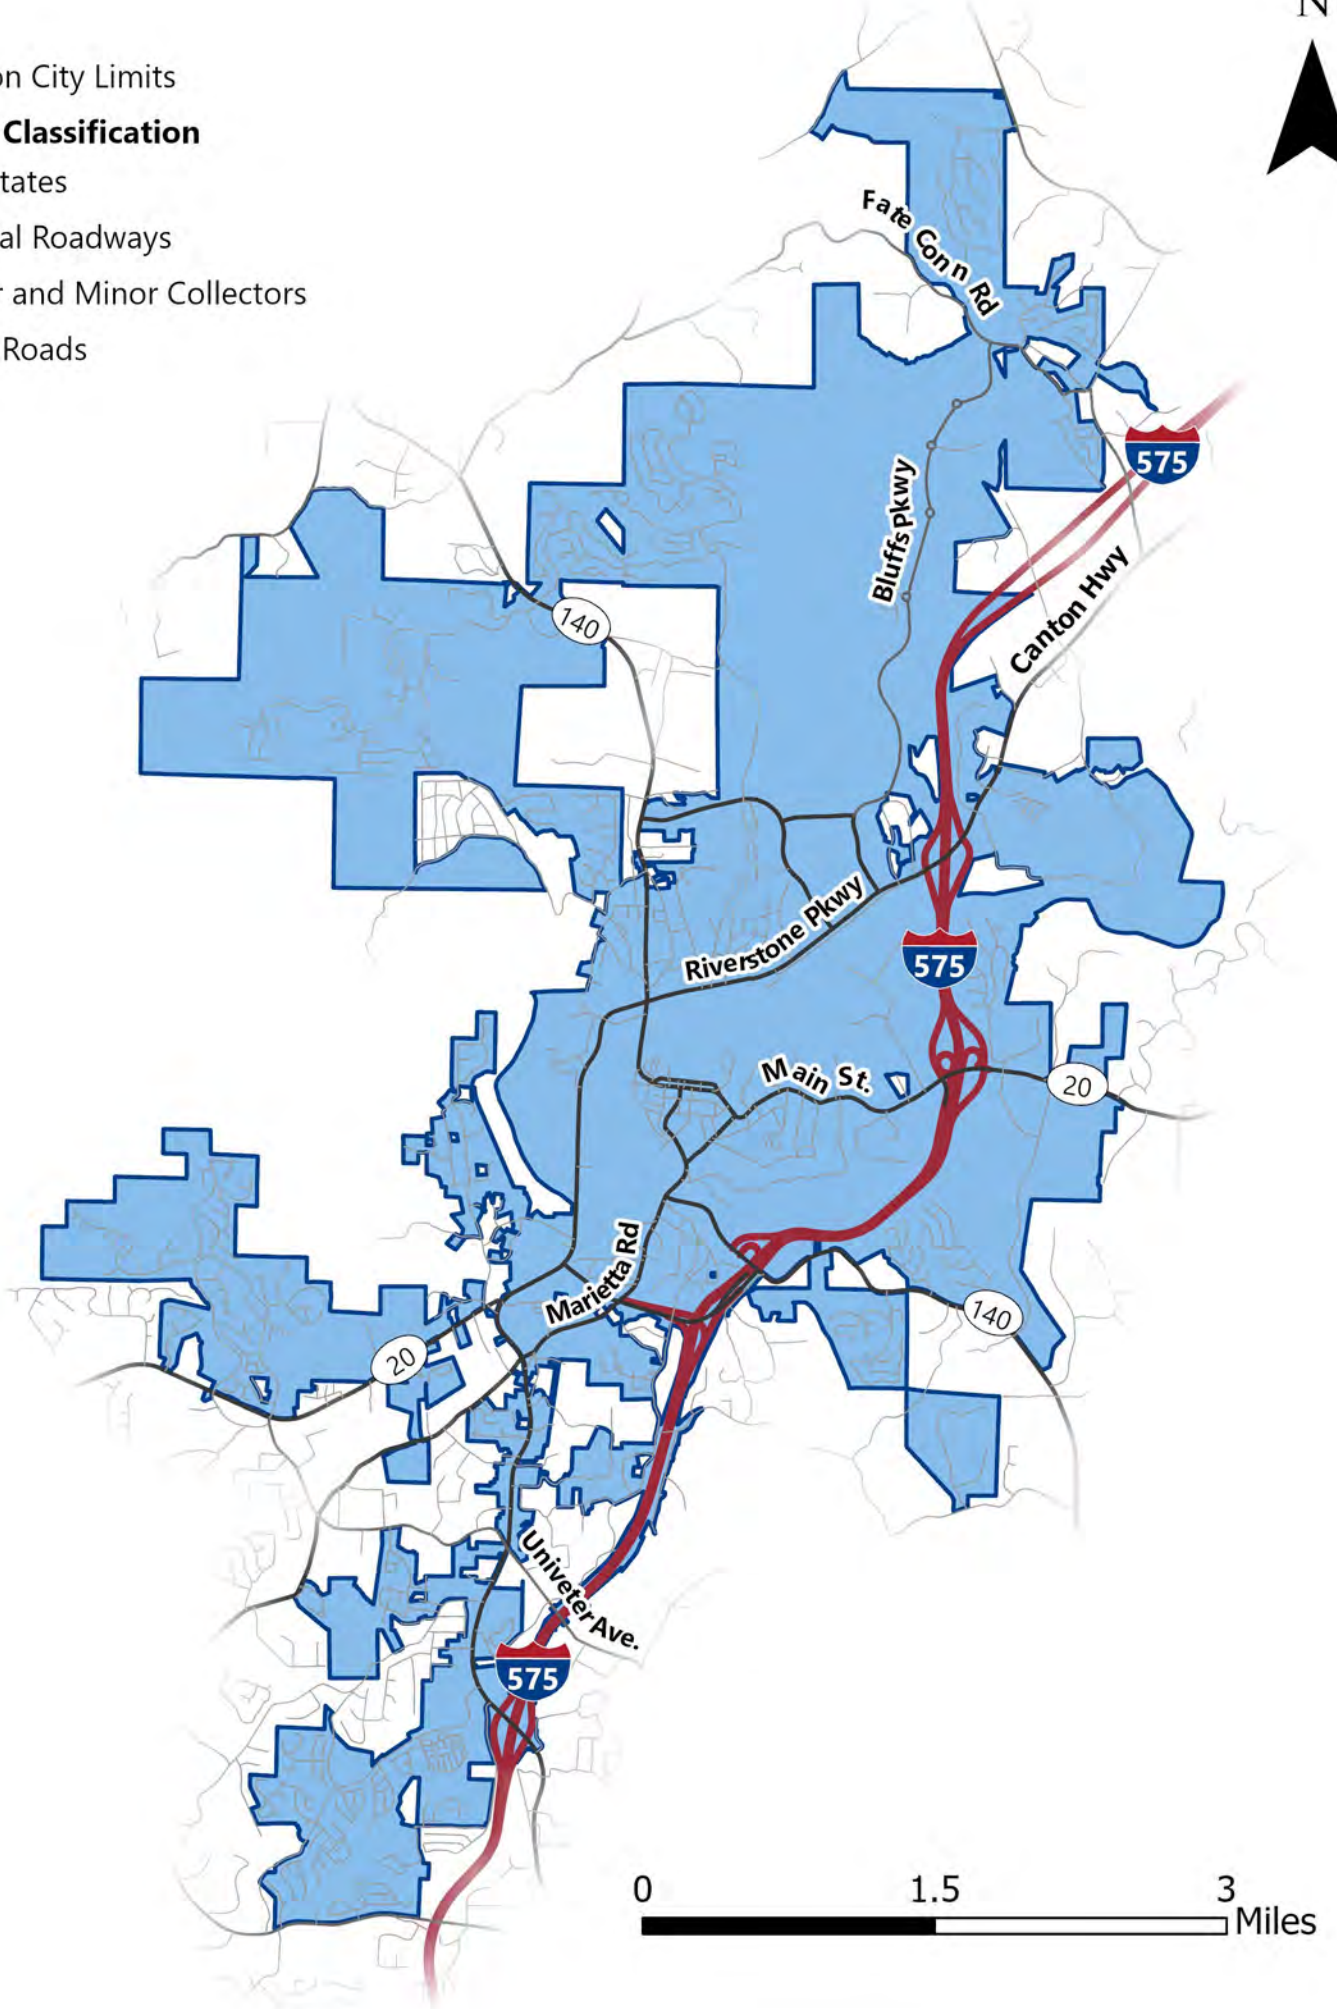 N
on City Limits
Classification
tates
al Roadways
r and Minor Collectors
Roads
Fate Conn Rd
575
Bluffs Pkwy
Canton Hwy
140
Riverstone Pkwy
575
Main St.
20
Marietta Rd
140
20
Univeter Ave.
575
0 1.5 3
Miles